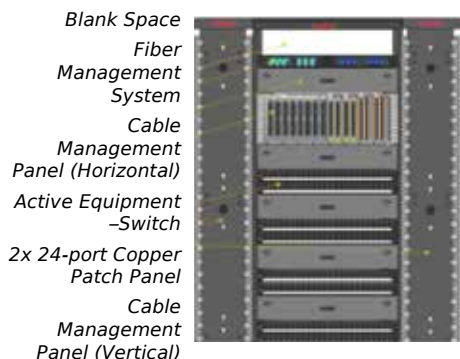 Blank Space
Fiber
Management
System
Cable
Management
Panel (Horizontal)
Active Equipment
–Switch
2x 24-port Copper
Patch Panel
Cable
Management
Panel (Vertical)